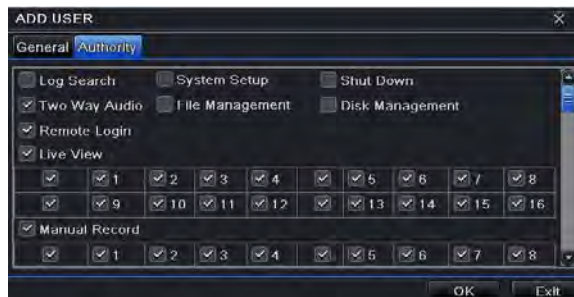 ADD USER X
General Authority
Log Search System Setup Shut Down
Two Way Audio File Management Disk Management
Remote Login
Live View
1 2 3 4 5 6 7 8
9 10 11 12 13 14 15 16
Manual Record
1 2 3 4 5 6 7 8
OK Exit